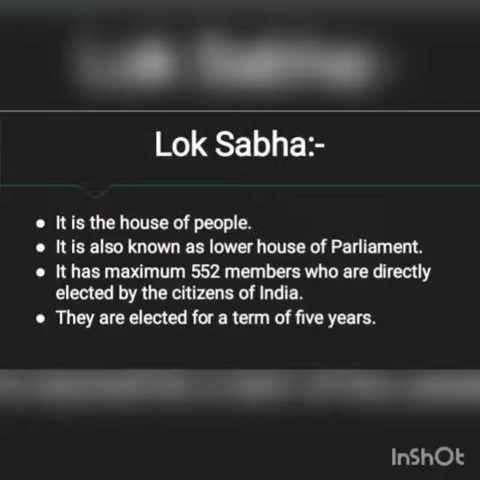 Lok Sabha:-
Lok Sabha:-
• It is the house of people.
• It is also known as lower house of Parliament.
• It has maximum 552 members who are directly
elected by the citizens of India.
• They are elected for a term of five years.
InShOt